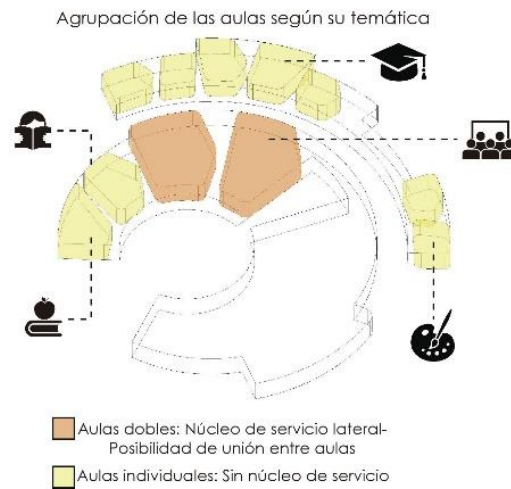 Agrupación de las aulas según su temática
Aulas dobles: Núcleo de servicio lateral-
Posibilidad de unión entre aulas
Aulas individuales: Sin núcleo de servicio